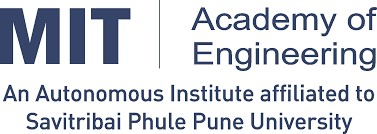 MIT
Academy of
Engineering
An Autonomous Institute affiliated to
Savitribai Phule Pune University